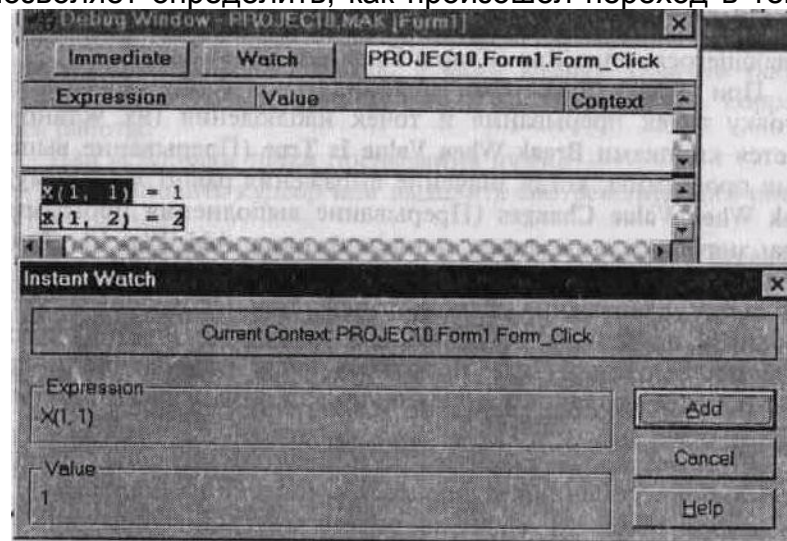 позволяет определить, как произошел переход в те
Debug Window - PROJEC10.MAK [Form1]
Immediate Watch PROJEC10.Form1.Form_Click
Expression Value Context
X(1, 1) = 1
X(1, 2) = 2
Instant Watch
Current Context: PROJEC10.Form1.Form_Click
Expression
X(1, 1)
Add
Value
1
Cancel
Help